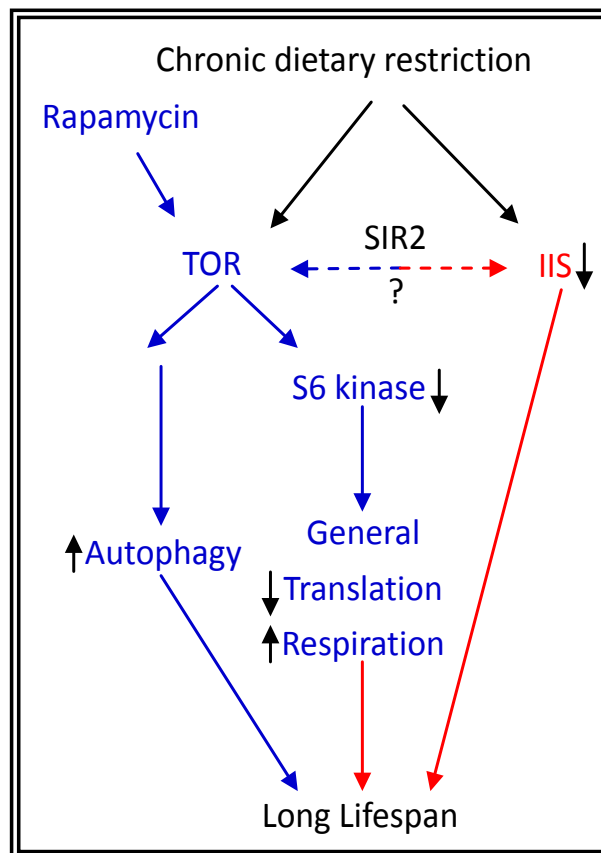 Chronic dietary restriction
Rapamycin
SIR2
TOR
IIS
?
S6 kinase
General
Autophagy
Translation
Respiration
Long Lifespan